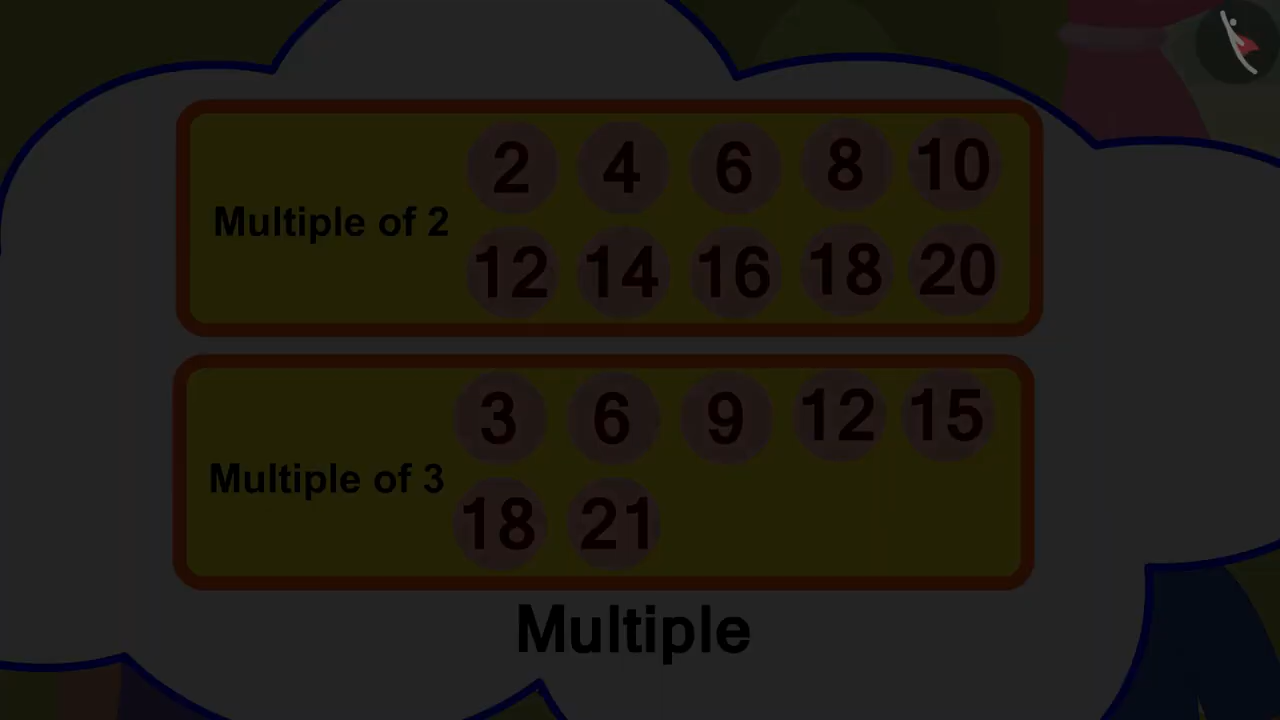 Multiple of 2
2 4 6 8 10
12 14 16 18 20
Multiple of 3
3 6 9 12 15
18 21
Multiple